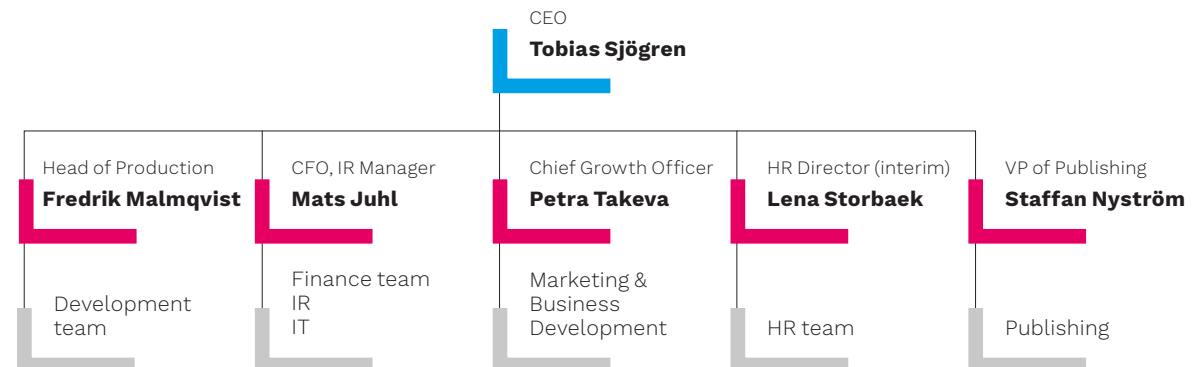 CEO
Tobias Sjögren
Head of Production
Fredrik Malmqvist
CFO, IR Manager
Mats Juhl
Chief Growth Officer
Petra Takeva
HR Director (interim)
Lena Storbaek
VP of Publishing
Staffan Nyström
Development
team
Finance team
IR
IT
Marketing &
Business
Development
HR team
Publishing